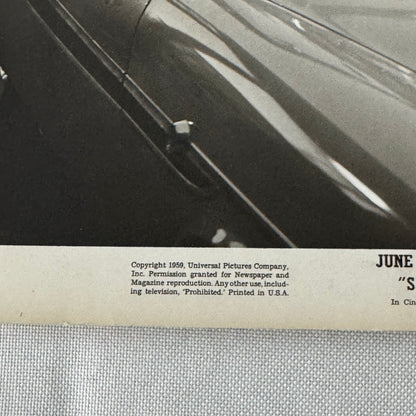 Copyright 1959, Universal Pictures Company,
Inc. Permission granted for Newspaper and
Magazine reproduction. Any other use, includ-
ing television, 'Prohibited.' Printed in U.S.A.
JUNE
"S
In Cin